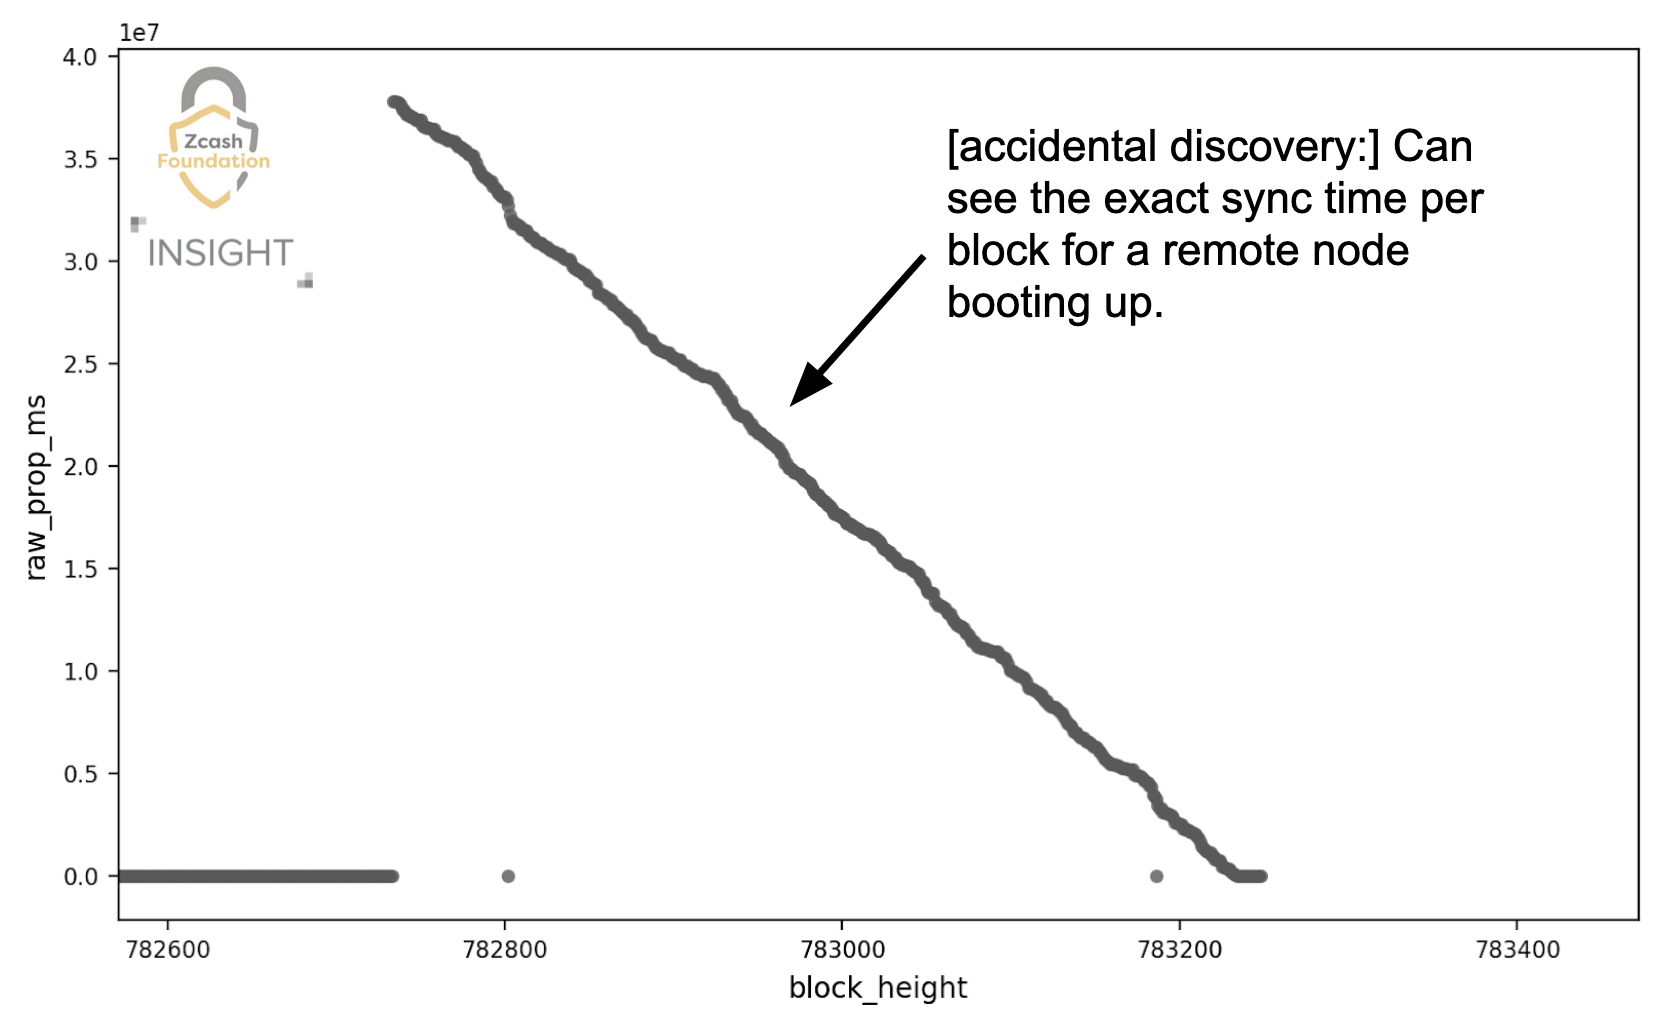 1e7
4.0
3.5
3.0
2.5
2.0
1.5
1.0
0.5
0.0
raw_prop_ms
Zcash
Foundation
INSIGHT
[accidental discovery:] Can
see the exact sync time per
block for a remote node
booting up.
782600 782800 783000 783200 783400
block_height